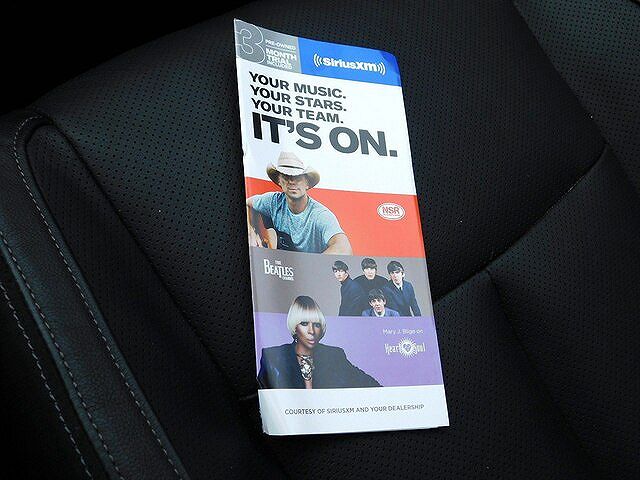 3
PRE-OWNED
MONTH
TRIAL
INCLUDED
SiriusXM
YOUR MUSIC.
YOUR STARS.
YOUR TEAM.
IT'S ON.
NSR
THE
BEATLES
CHANNEL
Mary J. Blige on
Heart Soul
COURTESY OF SIRIUSXM AND YOUR DEALERSHIP